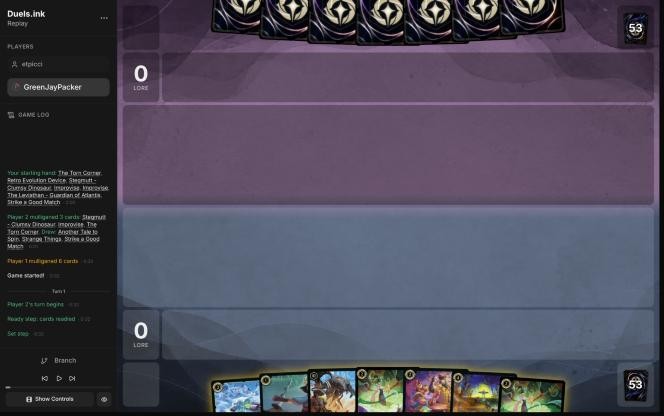 Duels.ink
Replay
PLAYERS
etpicci
GreenJayPacker
GAME LOG
Your starting hand: The Torn Corner,
Retro Evolution Device, Stegmutt -
Clumsy Dinosaur, Improvise, Improvise,
The Leviathan - Guardian of Atlantis,
Strike a Good Match
Player 2 mulliganed 3 cards: Stegmutt
- Clumsy Dinosaur, Improvise, The
Torn Corner. Drew: Another Tale to
Spin, Strange Things, Strike a Good
Match
Player 1 mulliganed 6 cards
Game started!
Turn 1
Player 2's turn begins
Ready step: cards readied
Set step
Branch
Show Controls
53
0
LORE
0
LORE
53